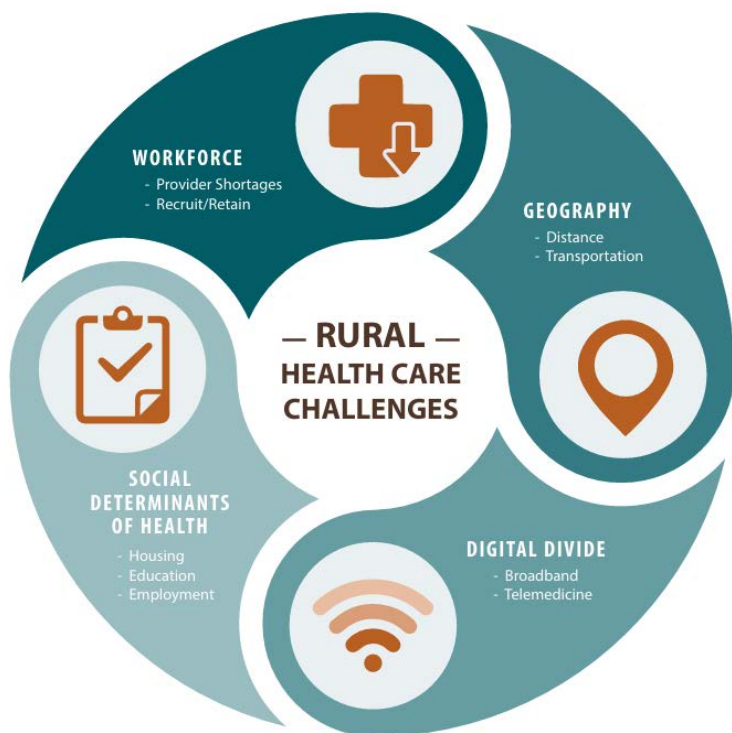 — RURAL —
HEALTH CARE
CHALLENGES
WORKFORCE
- Provider Shortages
- Recruit/Retain
GEOGRAPHY
- Distance
- Transportation
DIGITAL DIVIDE
- Broadband
- Telemedicine
SOCIAL
DETERMINANTS
OF HEALTH
- Housing
- Education
- Employment